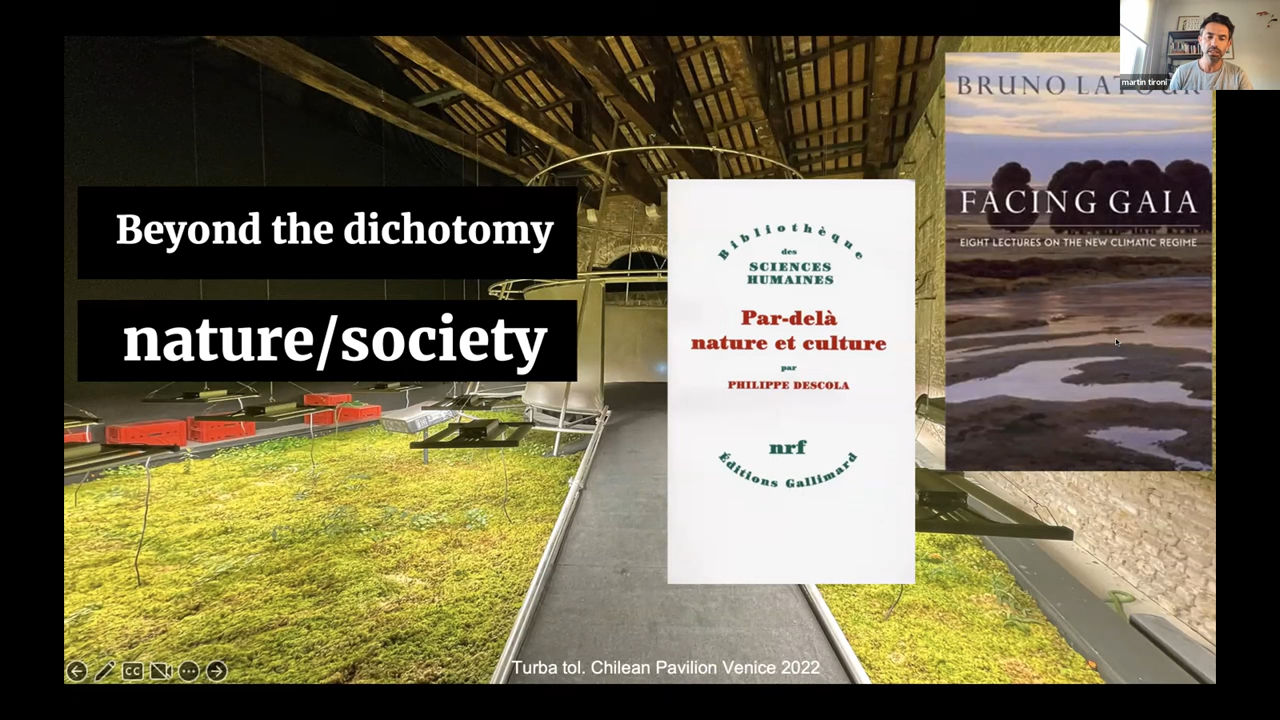 martin tironi
BRUNO LATOUR
Beyond the dichotomy
nature/society
Bibliothèque
des
SCIENCES
HUMAINES
Par-delà
nature et culture
par
PHILIPPE DESCOLA
nrf
Éditions Gallimard
FACING GAIA
EIGHT LECTURES ON THE NEW CLIMATIC REGIME
CC
Turba tol. Chilean Pavilion Venice 2022